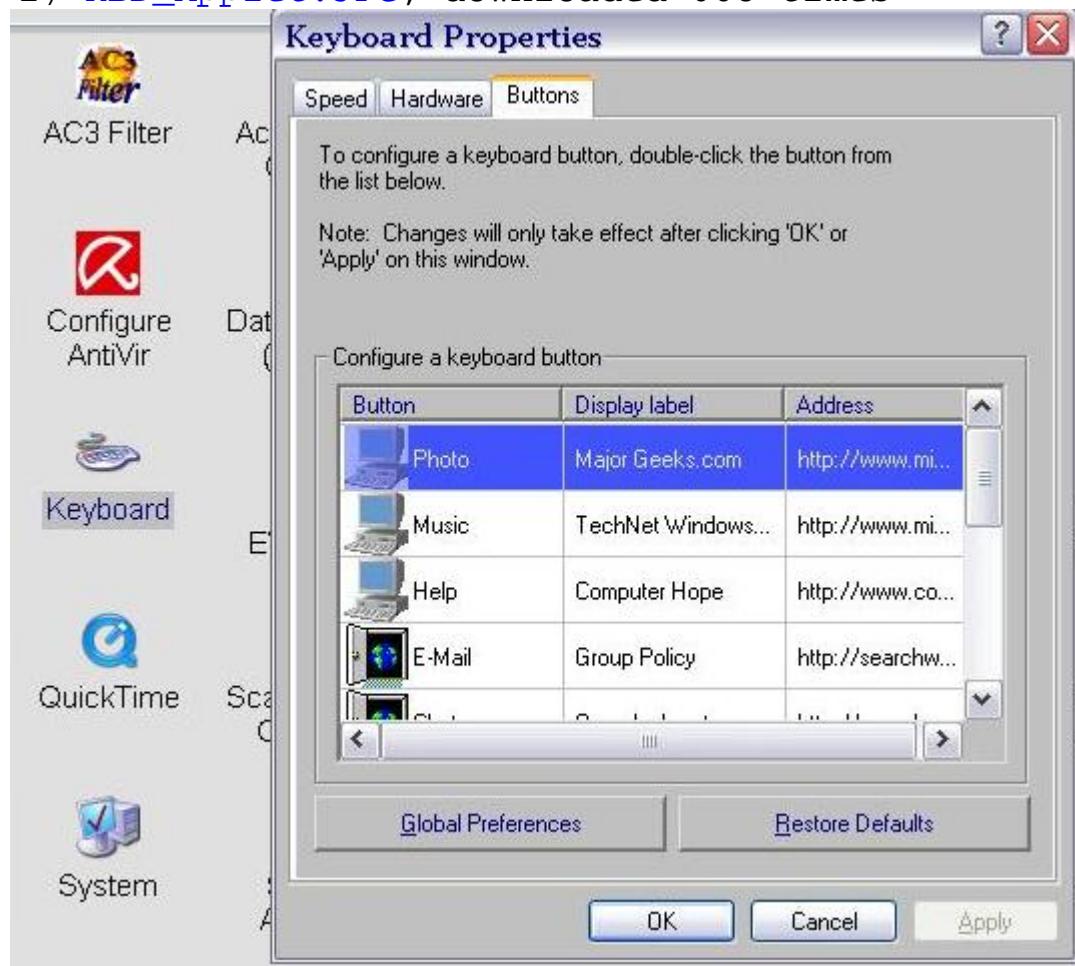 Keyboard Properties
AC3 Filter
AC3 Filter
Ac
Configure
AntiVir
Dat
Keyboard
QuickTime
Sca
System
Speed Hardware Buttons
To configure a keyboard button, double-click the button from
the list below.
Note: Changes will only take effect after clicking 'OK' or
'Apply' on this window.
Configure a keyboard button
Button Display label Address
Photo Major Geeks.com http://www.mi...
Music TechNet Windows... http://www.mi...
Help Computer Hope http://www.co...
E-Mail Group Policy http://searchw...
Global Preferences Restore Defaults
OK Cancel Apply